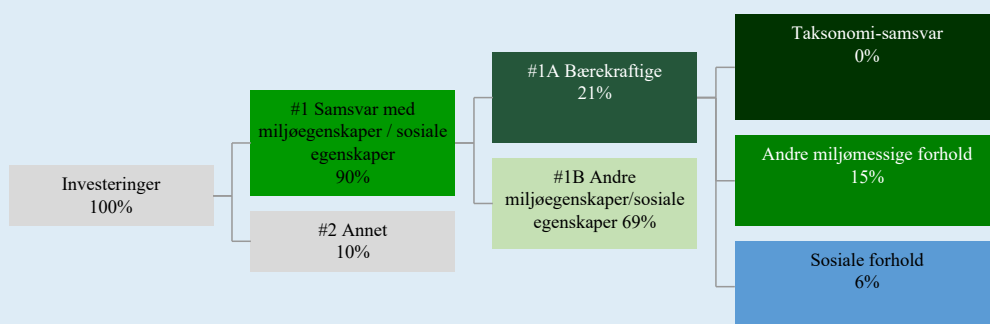 Investeringer
100%
#1 Samsvar med
miljøegenskaper / sosiale
egenskaper
90%
#2 Annet
10%
#1A Bærekraftige
21%
#1B Andre
miljøegenskaper/sosiale
egenskaper 69%
Taksonomi-samsvar
0%
Andre miljømessige forhold
15%
Sosiale forhold
6%